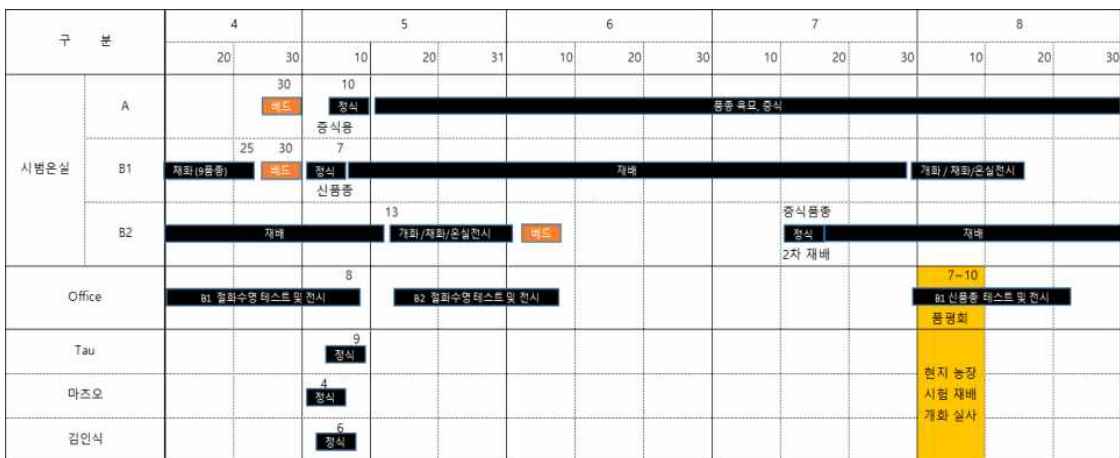 구 분 4 5 6 7 8
20 30 10 20 31 10 20 30 10 20 30 10 20 30
30 10
A 베드 정식 품종 육묘, 증식
증식용
25 30 7
시범온실 B1 채화(9품종) 베드 정식 재배 개화 / 채화/온실전시
신품종
13 증식품종
B2 재배 개화/채화/온실전시 베드 정식 재배
2차 재배
8 7~10
Office B1 절화수명 테스트 및 전시 B2 절화수명 테스트 및 전시 B1 신품종 테스트 및 전시
품평회
9
Tau 정식
현지 농장
4
마즈오 정식 시험 재배
개화 실사
6
김인식 정식